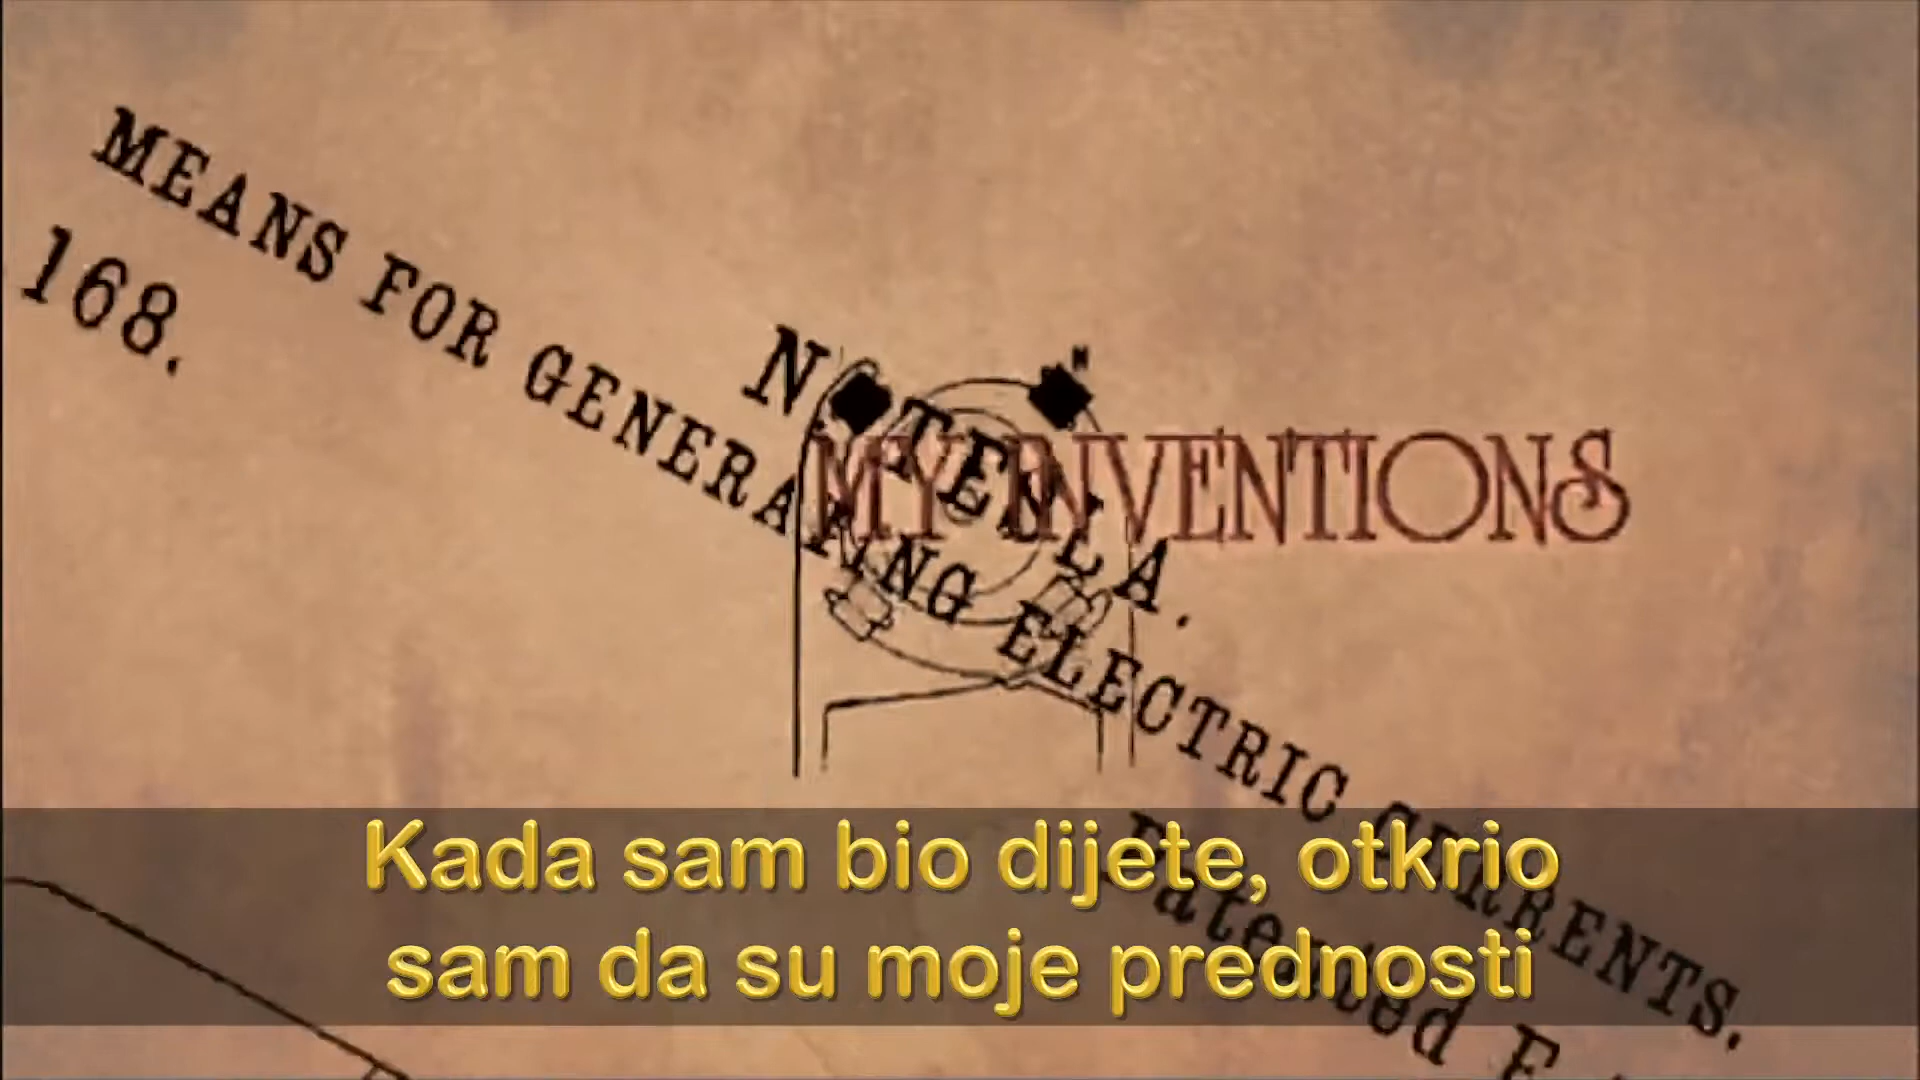 MEANS FOR GENERATING ELECTRIC CURRENTS.
168.
N. TESLA.
MY INVENTIONS
Patented F
Kada sam bio dijete, otkrio
sam da su moje prednosti